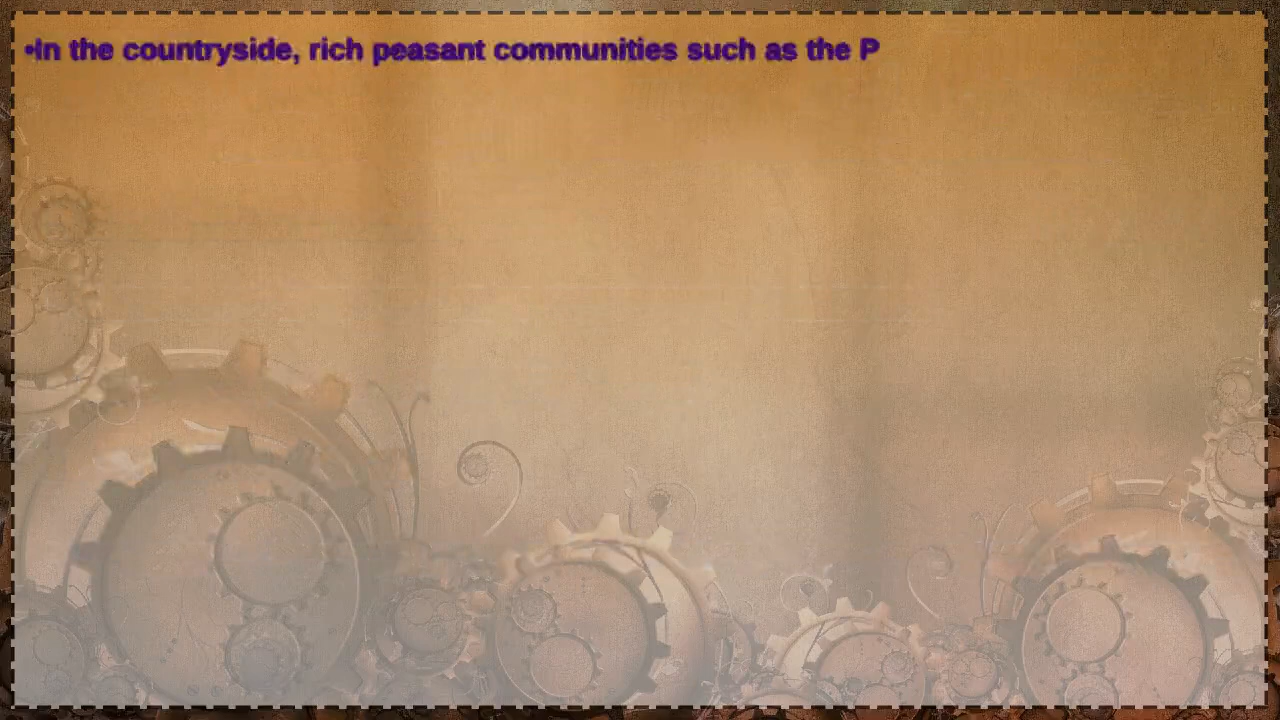 •In the countryside, rich peasant communities such as the P